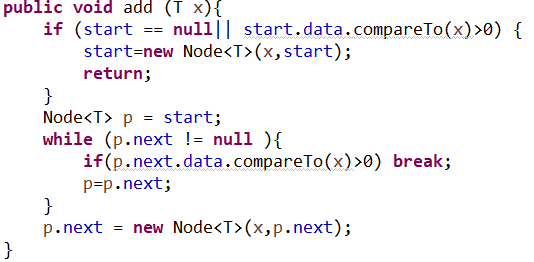 public void add (T x){
if (start == null|| start.data.compareTo(x)>0) {
start=new Node<T>(x,start);
return;
}
Node<T> p = start;
while (p.next != null ){
if(p.next.data.compareTo(x)>0) break;
p=p.next;
}
p.next = new Node<T>(x,p.next);
}